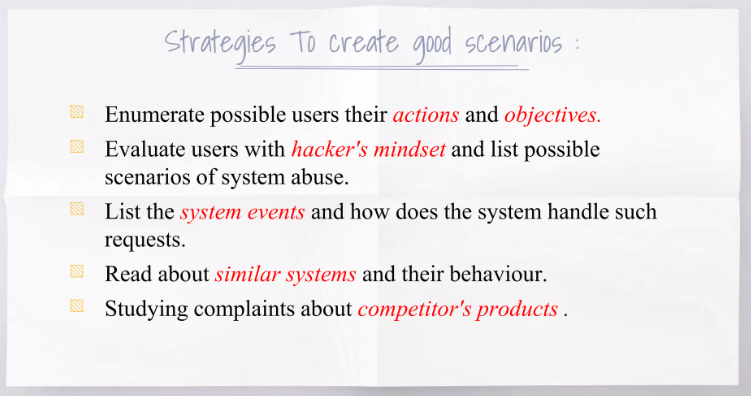 Strategies To create good scenarios :
Enumerate possible users their actions and objectives.
Evaluate users with hacker's mindset and list possible
scenarios of system abuse.
List the system events and how does the system handle such
requests.
Read about similar systems and their behaviour.
Studying complaints about competitor's products .